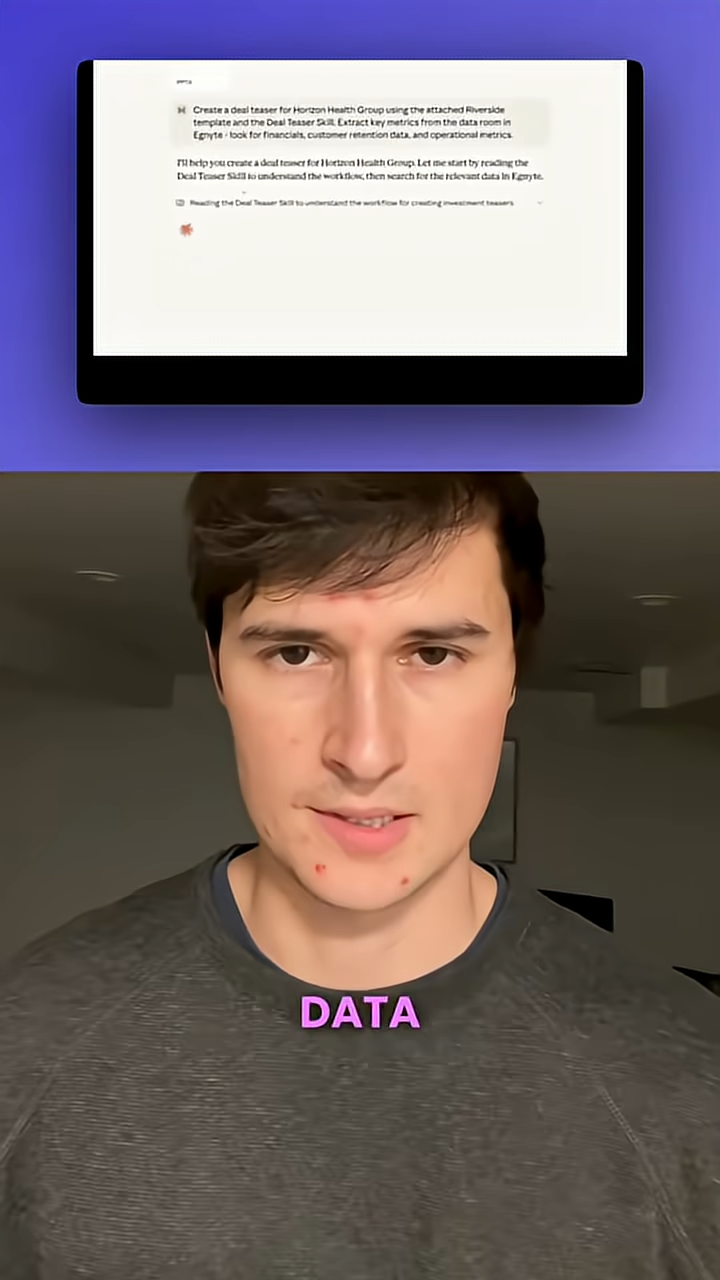 Create a deal teaser for Horizon Health Group using the attached Riverside
template and the Deal Teaser Skill. Extract key metrics from the data room in
Egnyte - look for financials, customer retention data, and operational metrics.
I'll help you create a deal teaser for Horizon Health Group. Let me start by reading the
Deal Teaser Skill to understand the workflow, then search for the relevant data in Egnyte.
Reading the Deal Teaser Skill to understand the workflow for creating investment teasers
DATA